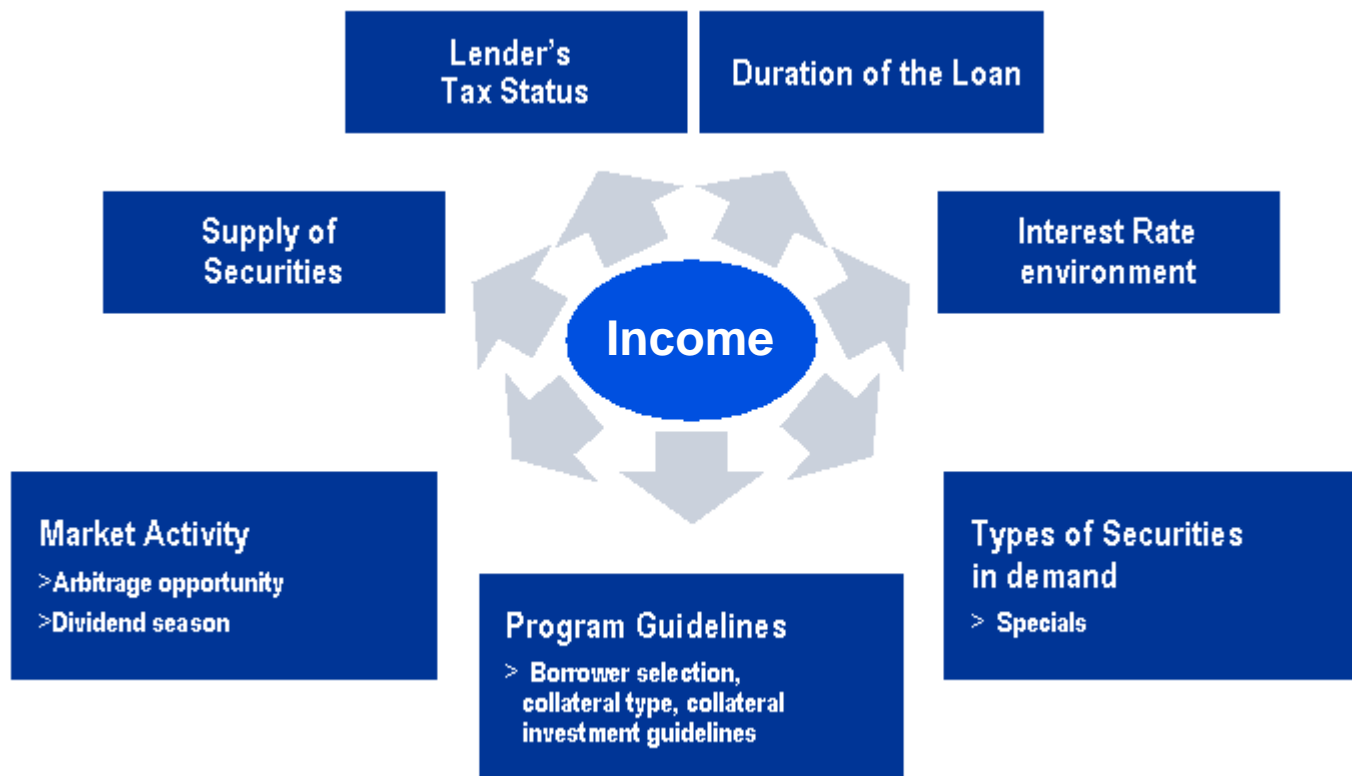 Lender's
Tax Status
Duration of the Loan
Supply of
Securities
Interest Rate
environment
Income
Market Activity
>Arbitrage opportunity
>Dividend season
Program Guidelines
> Borrower selection,
collateral type, collateral
investment guidelines
Types of Securities
in demand
> Specials